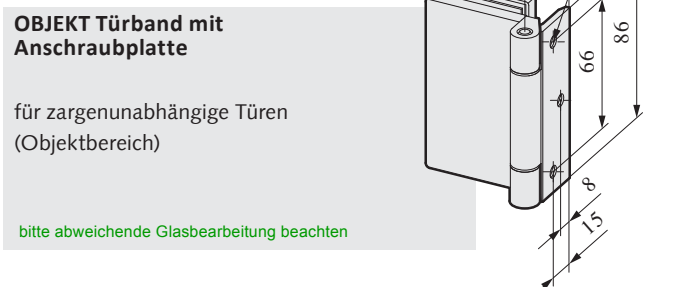 OBJEKT Türband mit
Anschraubplatte
für zargenunabhängige Türen
(Objektbereich)
bitte abweichende Glasbearbeitung beachten
66
86
8
15